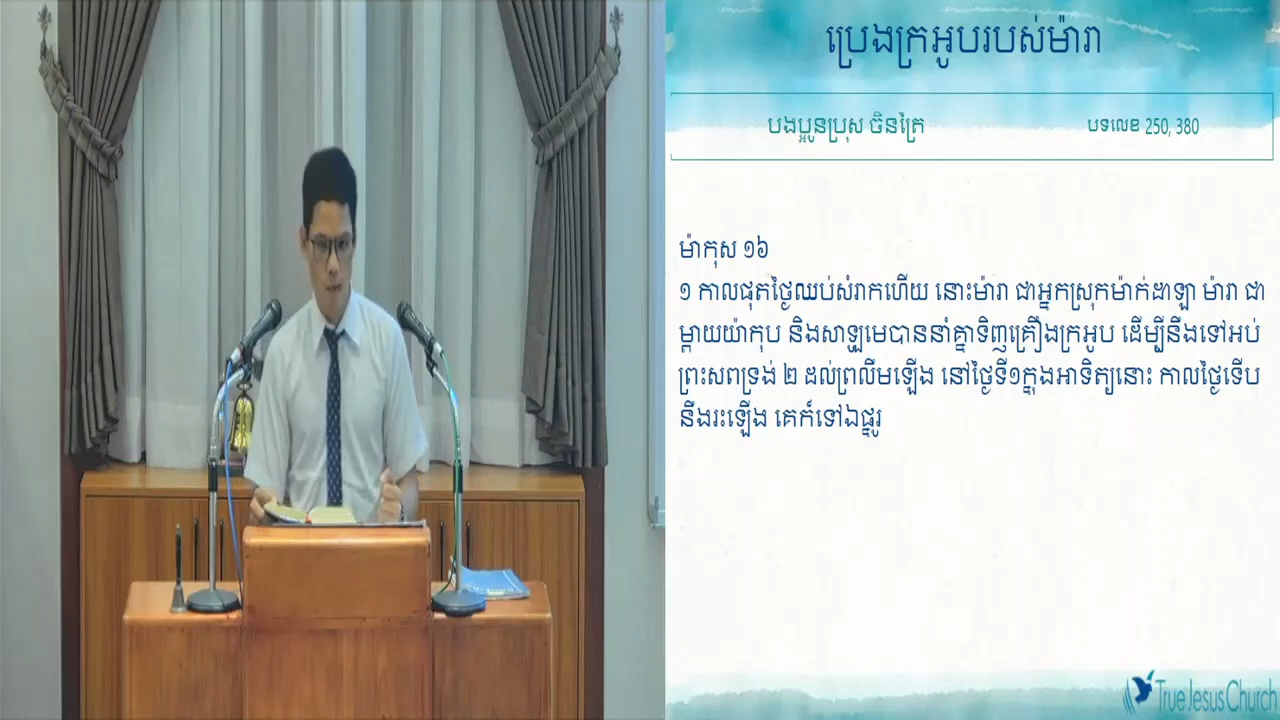 ប្រេងក្រអូបរបស់ម៉ារា
បងប្អូនប្រុស ចិនត្រៃ
បទលេខ 250, 380
ម៉ាកុស ១៦
១ កាលផុតថ្ងៃឈប់សំរាកហើយ នោះម៉ារា ជាអ្នកស្រុកម៉ាក់ដាឡា ម៉ារា ជា
ម្តាយយ៉ាកុប និងសាឡូមេបាននាំគ្នាទិញគ្រឿងក្រអូប ដើម្បីនឹងទៅអប់
ព្រះសពទ្រង់ ២ ដល់ព្រលឹមឡើង នៅថ្ងៃទី១ក្នុងអាទិត្យនោះ កាលថ្ងៃទើប
នឹងរះឡើង គេក៏ទៅឯផ្នូរ
True Jesus Church